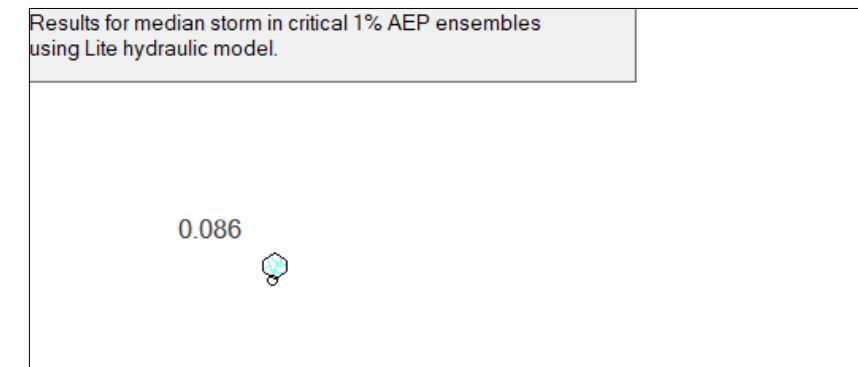 Results for median storm in critical 1% AEP ensembles
using Lite hydraulic model.
0.086